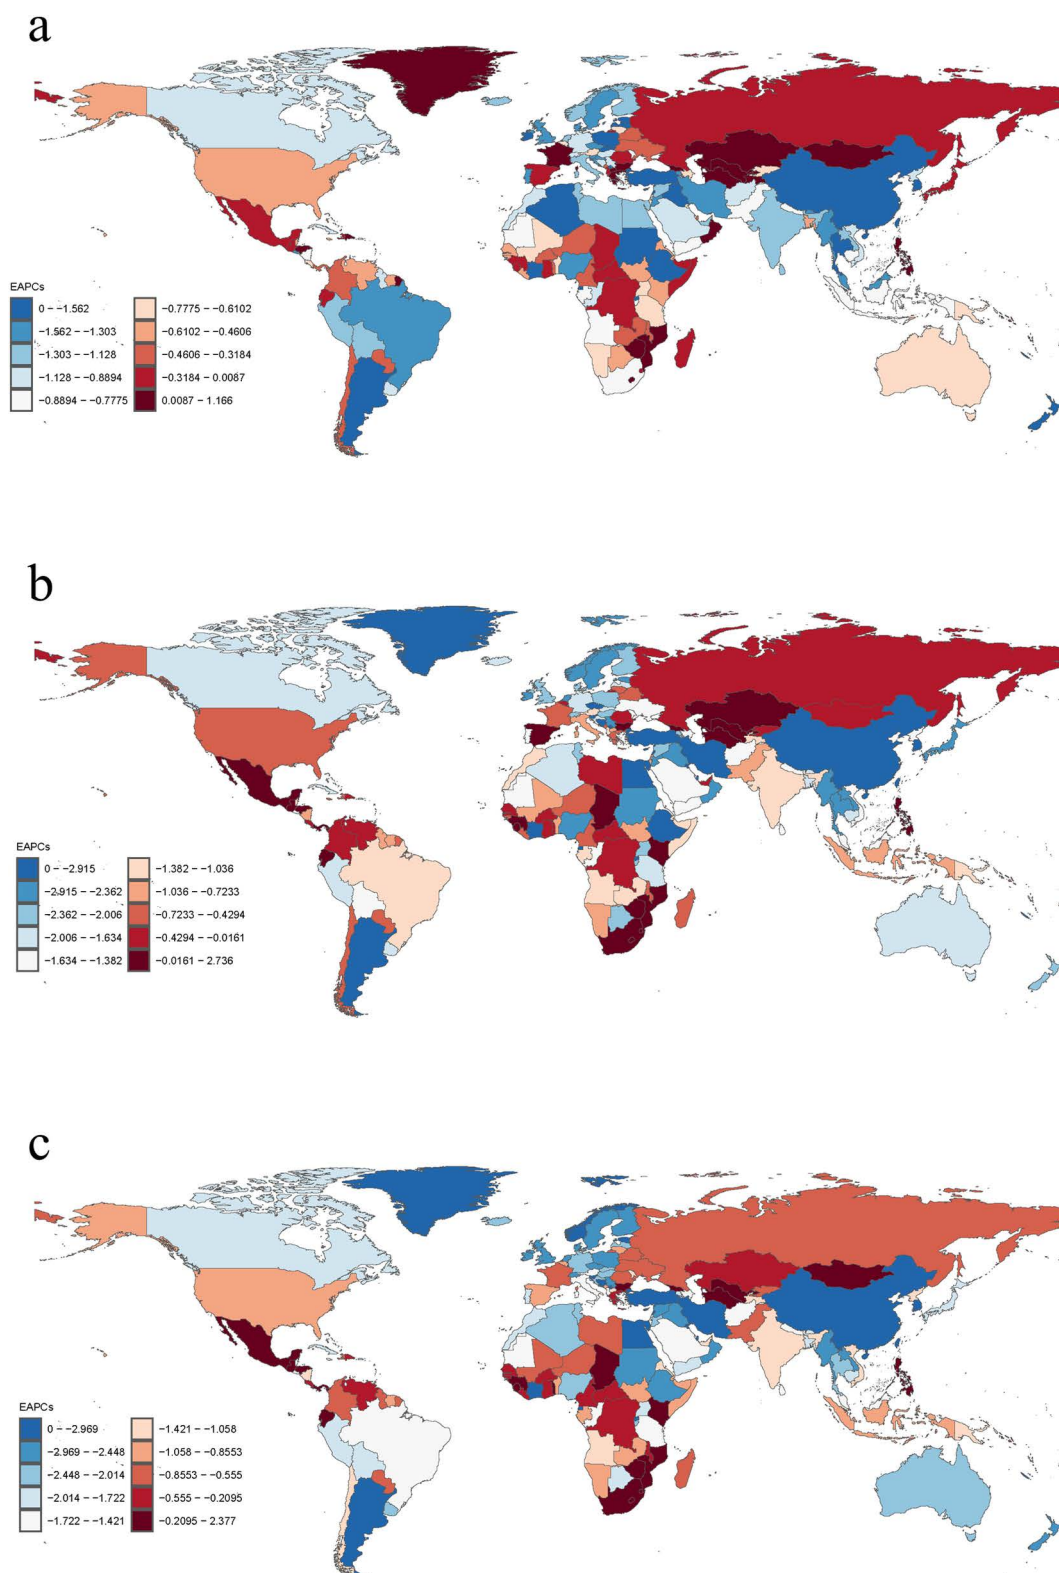 a
EAPCs
0 – −1.562
−1.562 – −1.303
−1.303 – −1.128
−1.128 – −0.8894
−0.8894 – −0.7775
−0.7775 – −0.6102
−0.6102 – −0.4606
−0.4606 – −0.3184
−0.3184 – 0.0087
0.0087 – 1.166
b
EAPCs
0 – −2.915
−2.915 – −2.362
−2.362 – −2.006
−2.006 – −1.634
−1.634 – −1.382
−1.382 – −1.036
−1.036 – −0.7233
−0.7233 – −0.4294
−0.4294 – −0.0161
−0.0161 – 2.736
c
EAPCs
0 – −2.969
−2.969 – −2.448
−2.448 – −2.014
−2.014 – −1.722
−1.722 – −1.421
−1.421 – −1.058
−1.058 – −0.8553
−0.8553 – −0.555
−0.555 – −0.2095
−0.2095 – 2.377